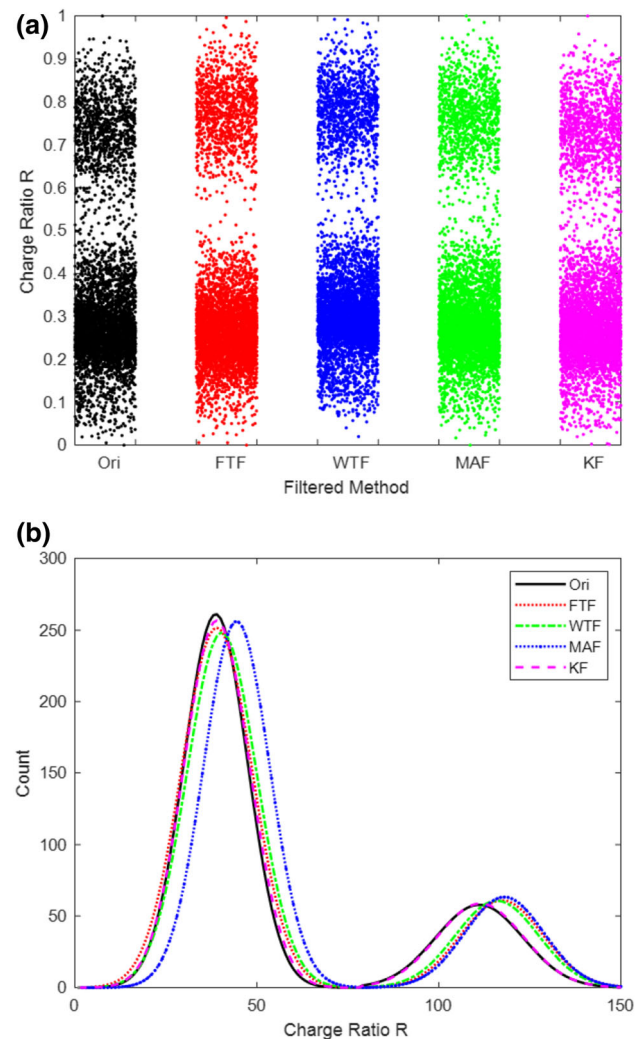 (a)
1
0.9
0.8
0.7
0.6
0.5
0.4
0.3
0.2
0.1
0
Charge Ratio R
Ori FTF WTF MAF KF
Filtered Method
(b)
300
250
200
150
100
50
0
Count
Ori
FTF
WTF
MAF
KF
0 50 100 150
Charge Ratio R